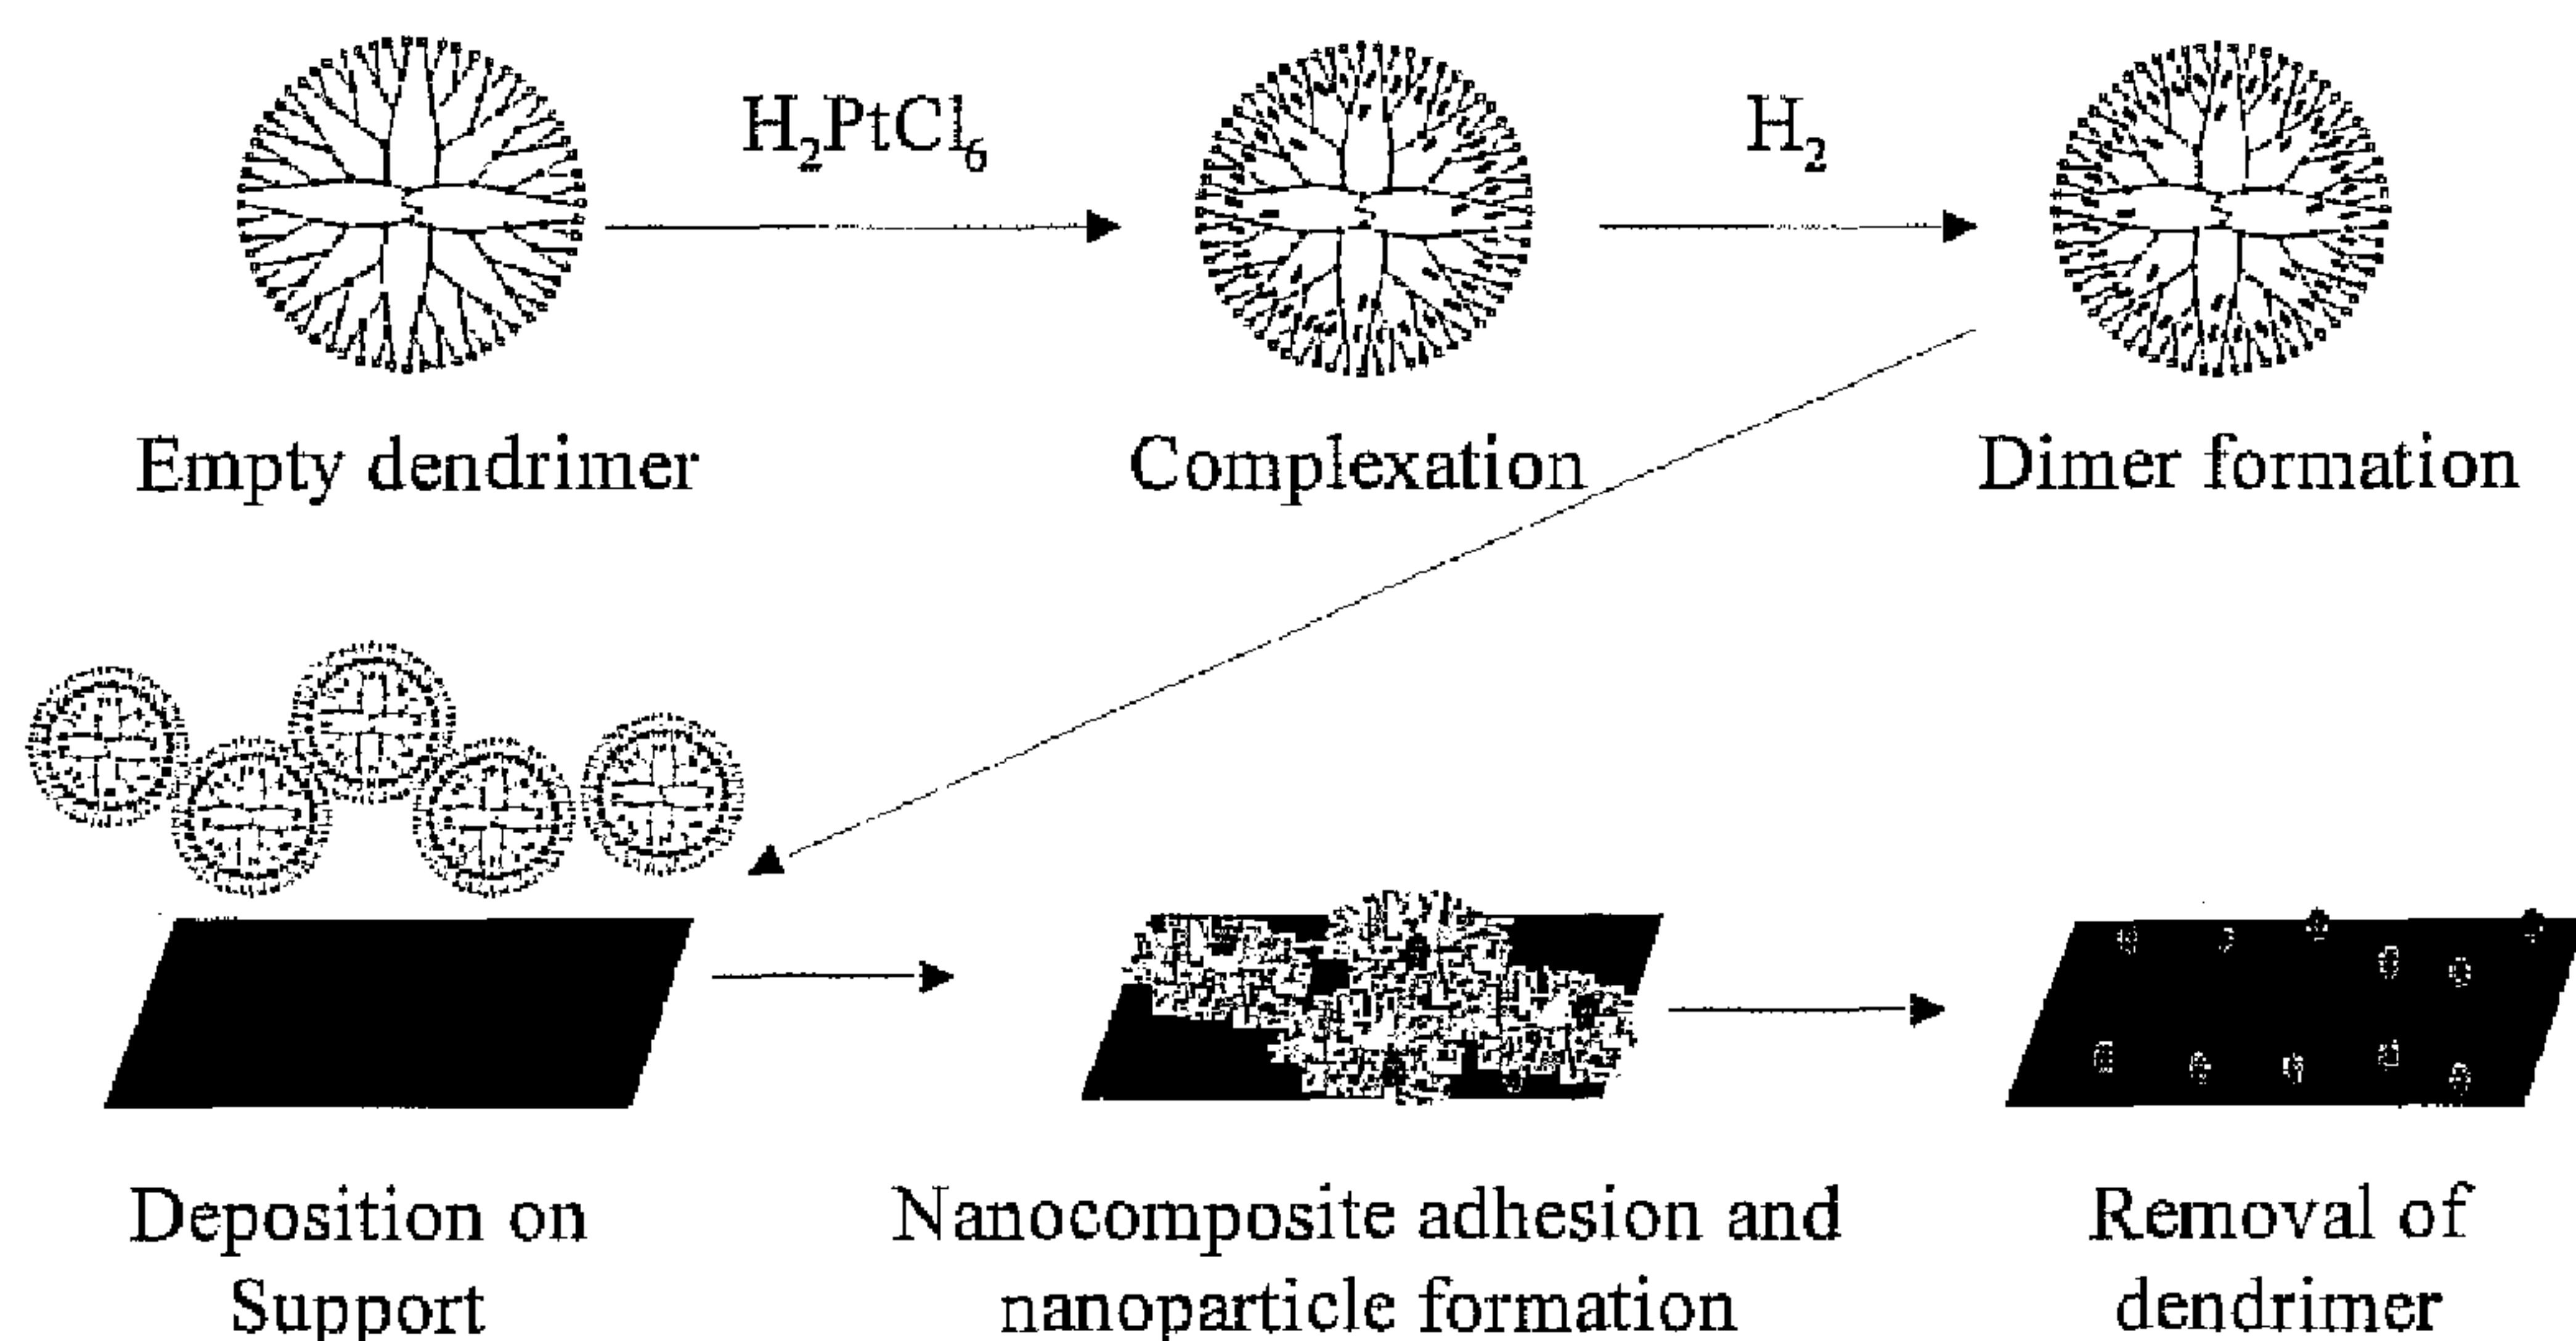 H₂PtCl₆
H₂
Empty dendrimer
Complexation
Dimer formation
Deposition on
Support
Nanocomposite adhesion and
nanoparticle formation
Removal of
dendrimer